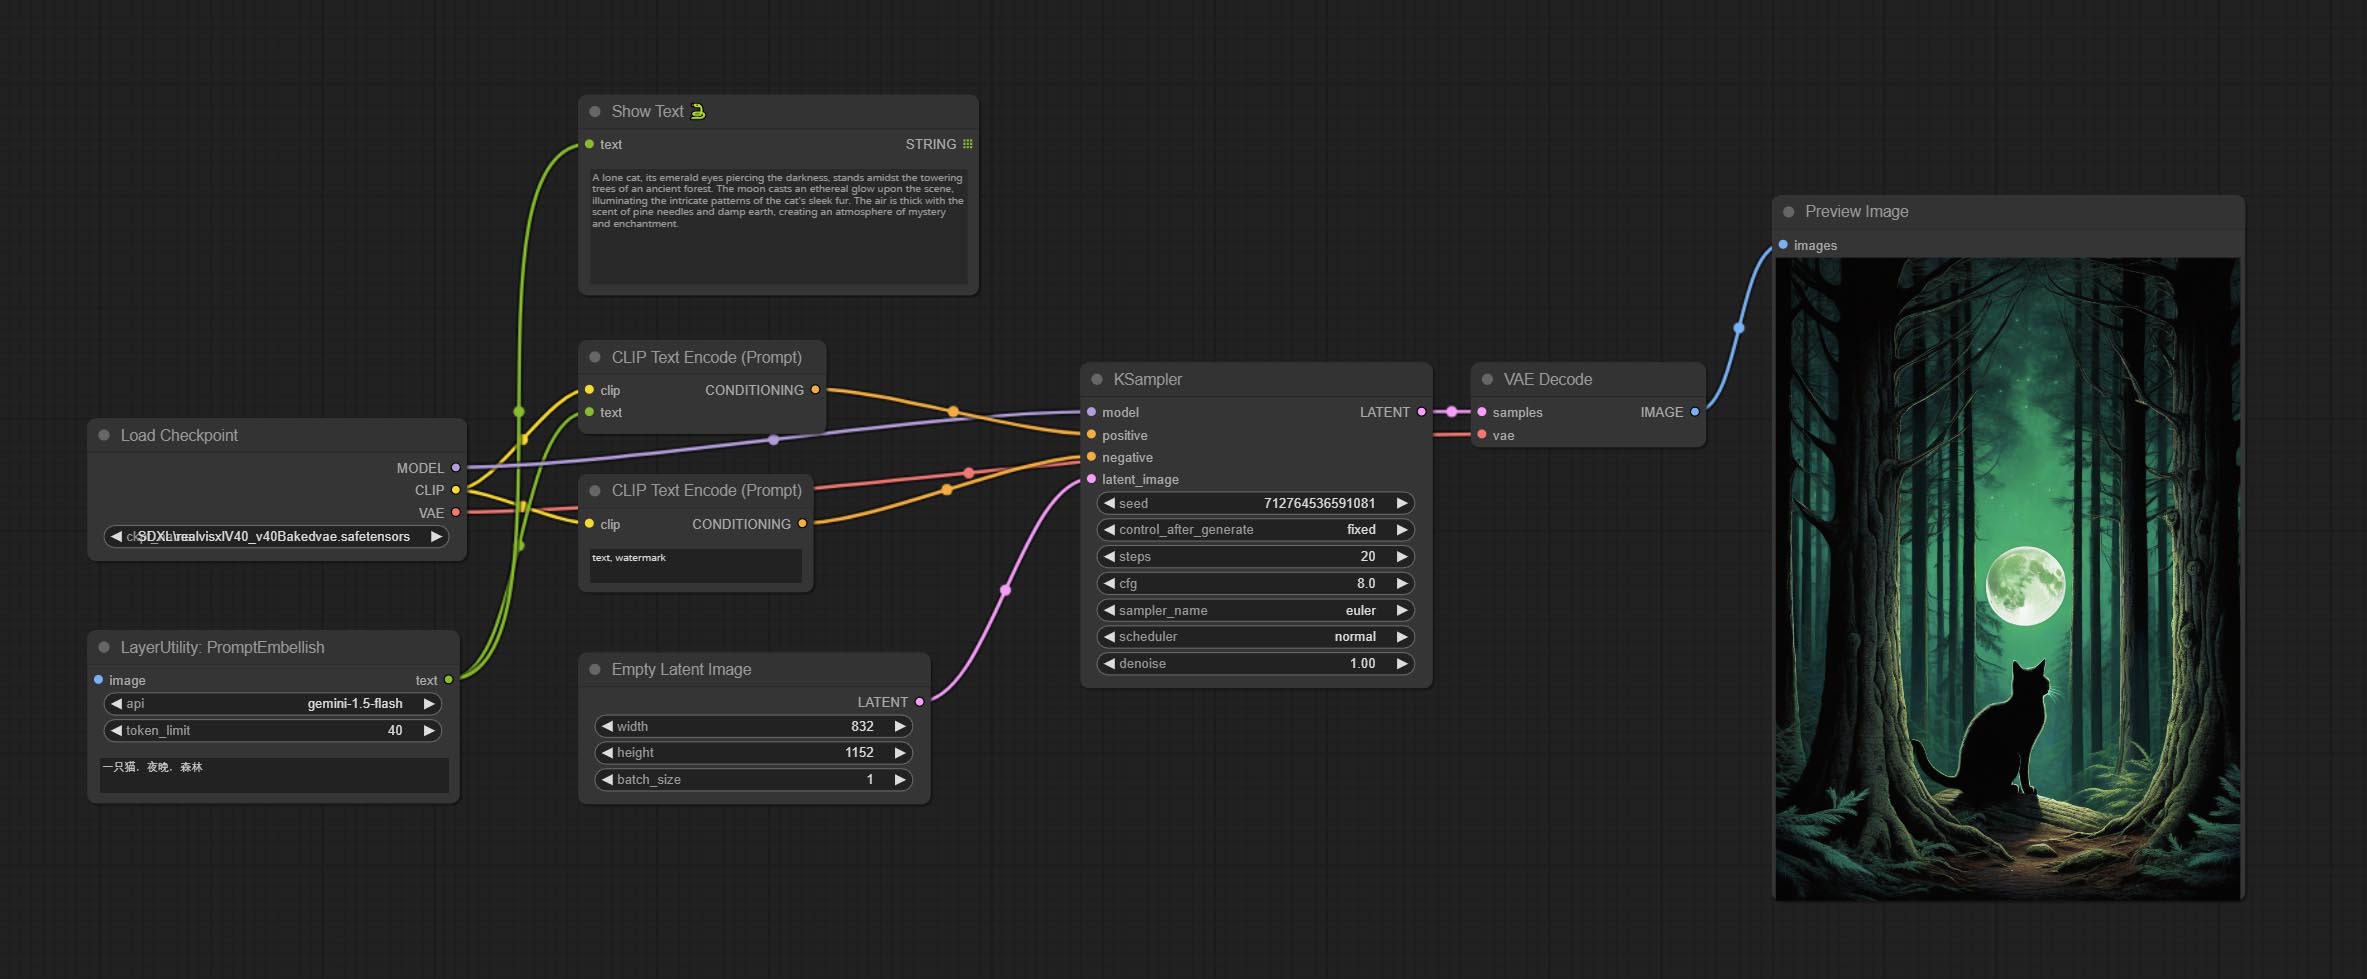 Show Text
text
STRING
A lone cat, its emerald eyes piercing the darkness, stands amidst the towering
trees of an ancient forest. The moon casts an ethereal glow upon the scene,
illuminating the intricate patterns of the cat's sleek fur. The air is thick with the
scent of pine needles and damp earth, creating an atmosphere of mystery
and enchantment.
CLIP Text Encode (Prompt)
clip
CONDITIONING
text
Load Checkpoint
MODEL
CLIP
VAE
SDXL\realvisxlV40_v40Bakedvae.safetensors
CLIP Text Encode (Prompt)
clip
CONDITIONING
text, watermark
LayerUtility: PromptEmbellish
image
text
api gemini-1.5-flash
token_limit 40
一只猫．夜晚．森林
Empty Latent Image
LATENT
width 832
height 1152
batch_size 1
KSampler
model
LATENT
positive
negative
latent_image
seed 712764536591081
control_after_generate fixed
steps 20
cfg 8.0
sampler_name euler
scheduler normal
denoise 1.00
VAE Decode
samples
IMAGE
vae
Preview Image
images